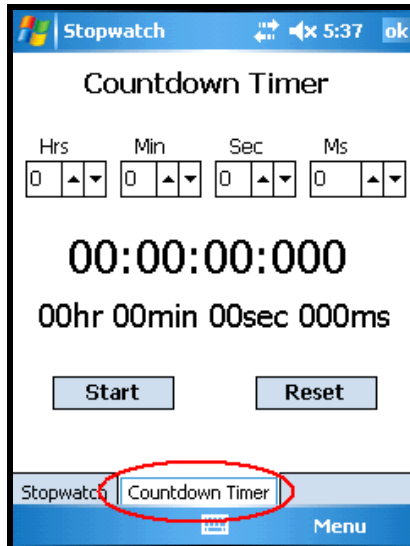 Stopwatch 5:37 ok
Countdown Timer
Hrs Min Sec Ms
0 0 0 0
00:00:00:000
00hr 00min 00sec 000ms
Start Reset
Stopwatch Countdown Timer
Menu